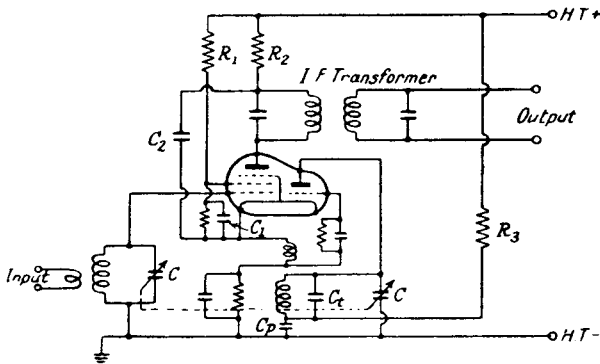 HT+
R1
R2
I F Transformer
C2
Output
C1
R3
Input
C
Ct
C
Cp
HT-